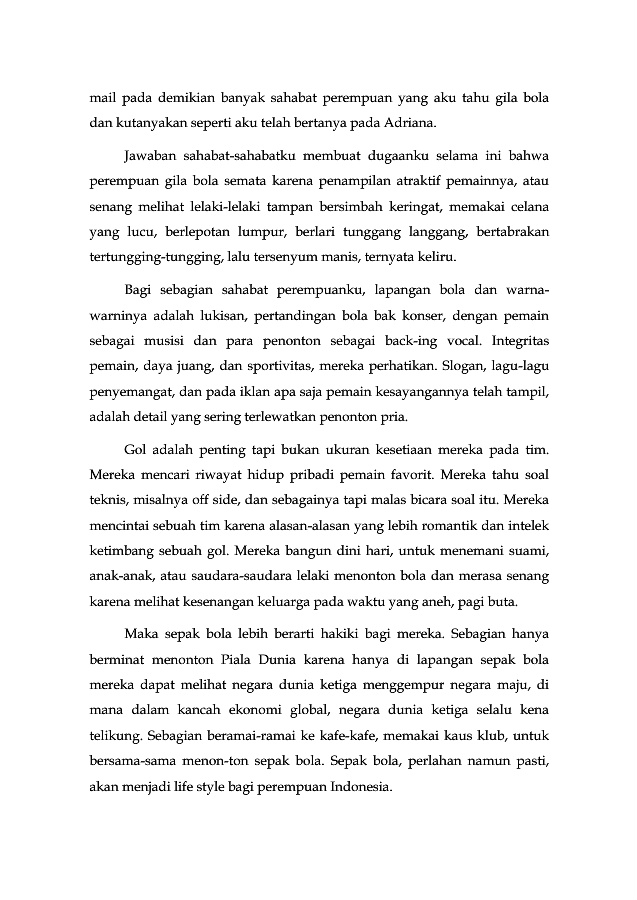 mail pada demikian banyak sahabat perempuan yang aku tahu gila bola
dan kutanyakan seperti aku telah bertanya pada Adriana.
Jawaban sahabat-sahabatku membuat dugaanku selama ini bahwa
perempuan gila bola semata karena penampilan atraktif pemainnya, atau
senang melihat lelaki-lelaki tampan bersimbah keringat, memakai celana
yang lucu, berlepotan lumpur, berlari tunggang langgang, bertabrakan
tertungging-tungging, lalu tersenyum manis, ternyata keliru.
Bagi sebagian sahabat perempuanku, lapangan bola dan warna-
warninya adalah lukisan, pertandingan bola bak konser, dengan pemain
sebagai musisi dan para penonton sebagai back-ing vocal. Integritas
pemain, daya juang, dan sportivitas, mereka perhatikan. Slogan, lagu-lagu
penyemangat, dan pada iklan apa saja pemain kesayangannya telah tampil,
adalah detail yang sering terlewatkan penonton pria.
Gol adalah penting tapi bukan ukuran kesetiaan mereka pada tim.
Mereka mencari riwayat hidup pribadi pemain favorit. Mereka tahu soal
teknis, misalnya off side, dan sebagainya tapi malas bicara soal itu. Mereka
mencintai sebuah tim karena alasan-alasan yang lebih romantik dan intelek
ketimbang sebuah gol. Mereka bangun dini hari, untuk menemani suami,
anak-anak, atau saudara-saudara lelaki menonton bola dan merasa senang
karena melihat kesenangan keluarga pada waktu yang aneh, pagi buta.
Maka sepak bola lebih berarti hakiki bagi mereka. Sebagian hanya
berminat menonton Piala Dunia karena hanya di lapangan sepak bola
mereka dapat melihat negara dunia ketiga menggempur negara maju, di
mana dalam kancah ekonomi global, negara dunia ketiga selalu kena
telikung. Sebagian beramai-ramai ke kafe-kafe, memakai kaus klub, untuk
bersama-sama menon-ton sepak bola. Sepak bola, perlahan namun pasti,
akan menjadi life style bagi perempuan Indonesia.